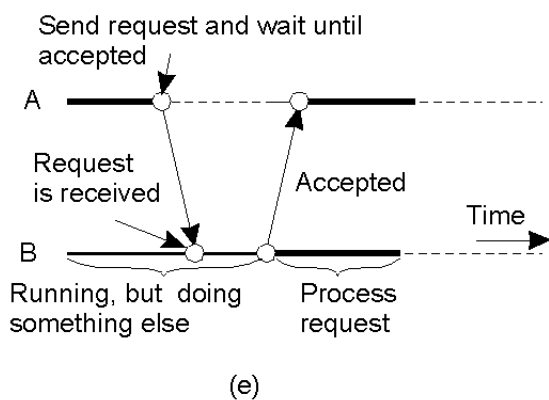 Send request and wait until
accepted
A
Request
is received
Accepted
Time
B
Running, but doing
something else
Process
request
(e)